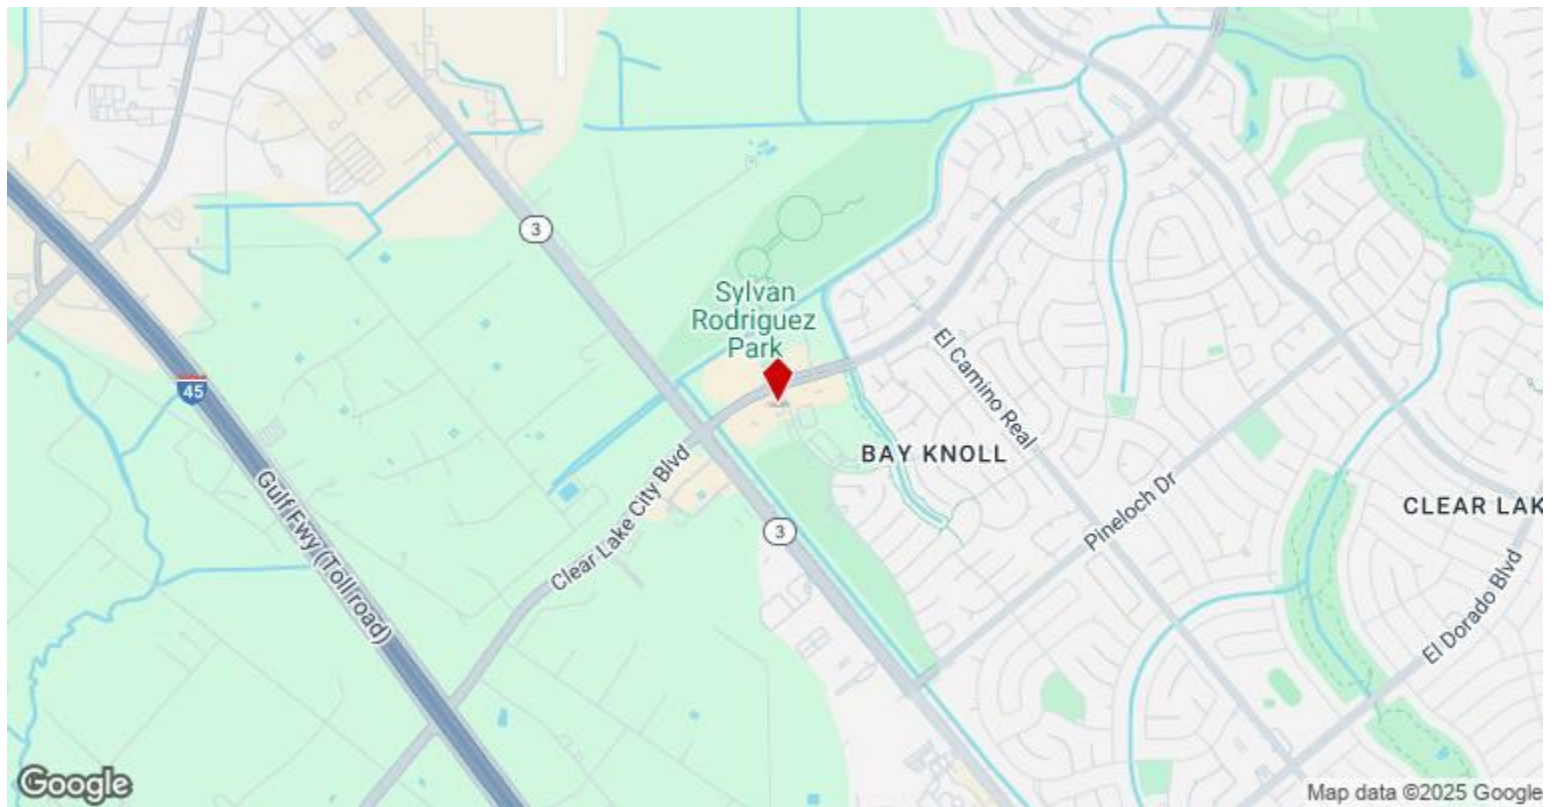 3
Sylvan
Rodriguez
Park
El Camino Real
45
BAY KNOLL
Clear Lake City Blvd
Gulf Fwy (Tollroad)
Pineloch Dr
CLEAR LAK
3
El Dorado Blvd
Google
Map data ©2025 Google